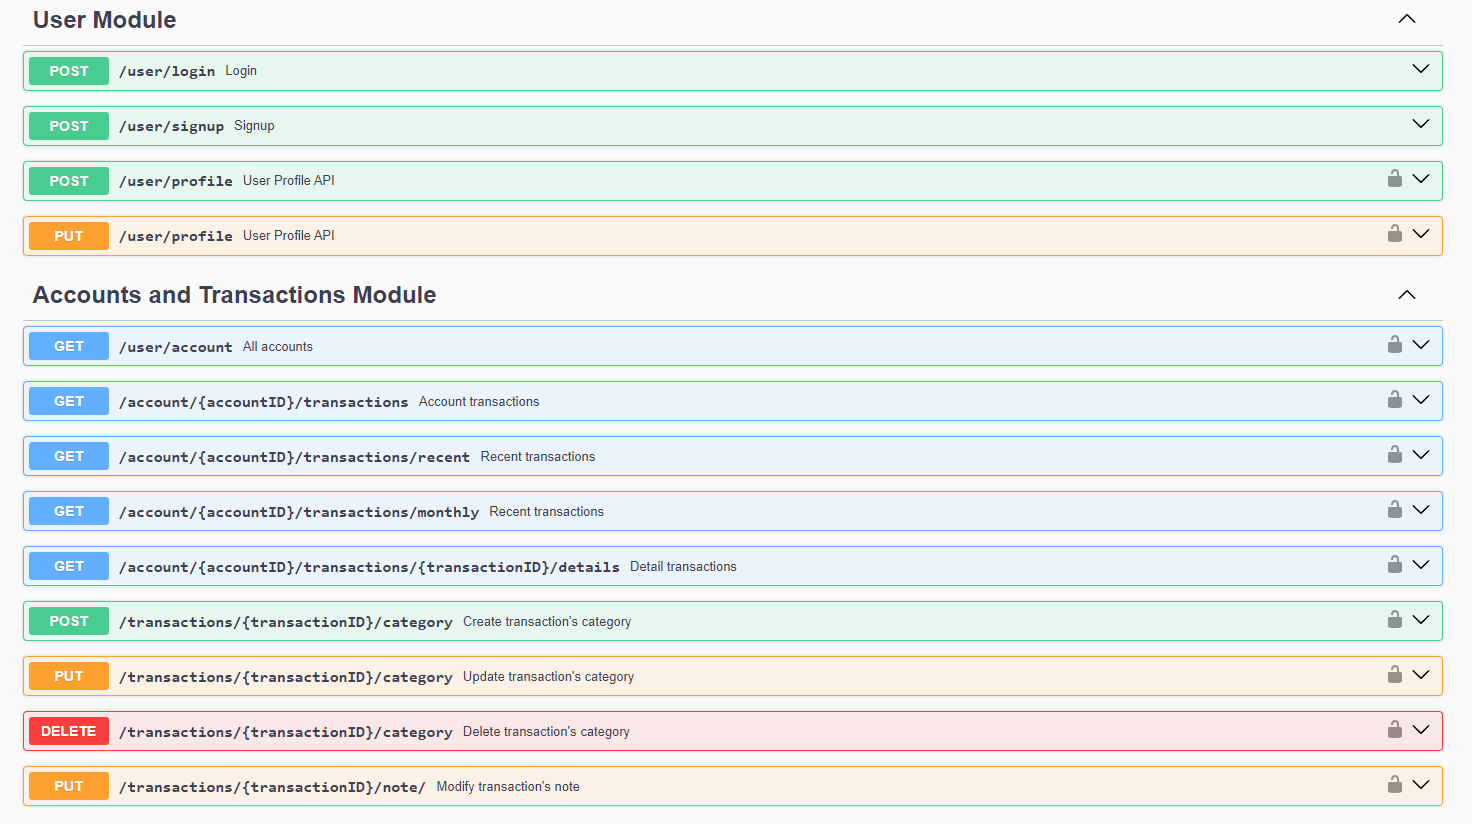 User Module
POST /user/login Login
POST /user/signup Signup
POST /user/profile User Profile API
PUT /user/profile User Profile API
Accounts and Transactions Module
GET /user/account All accounts
GET /account/{accountID}/transactions Account transactions
GET /account/{accountID}/transactions/recent Recent transactions
GET /account/{accountID}/transactions/monthly Recent transactions
GET /account/{accountID}/transactions/{transactionID}/details Detail transactions
POST /transactions/{transactionID}/category Create transaction's category
PUT /transactions/{transactionID}/category Update transaction's category
DELETE /transactions/{transactionID}/category Delete transaction's category
PUT /transactions/{transactionID}/note/ Modify transaction's note